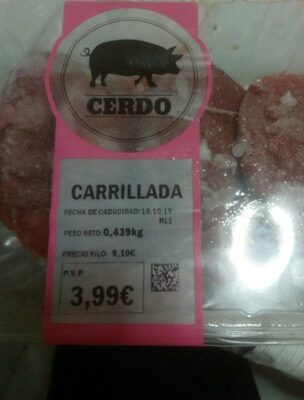 CERDO
CARRILLADA
FECHA DE CADUCIDAD: 15.10.19
R11
PESO NETO: 0,439kg
PRECIO KILO: 9,10€
P.V.P
3,99€